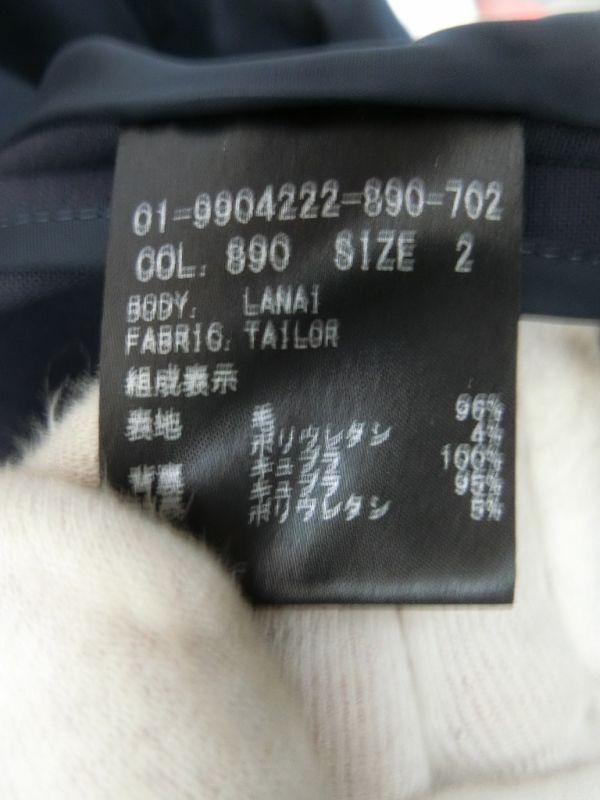 01-9904222-890-702
COL. 890 SIZE 2
BODY. LANAI
FABRIC. TAILOR
組成表示
表地 毛 96%
ポリウレタン 4%
背裏 キュプラ 100%
キュプラ 95%
ポリウレタン 5%